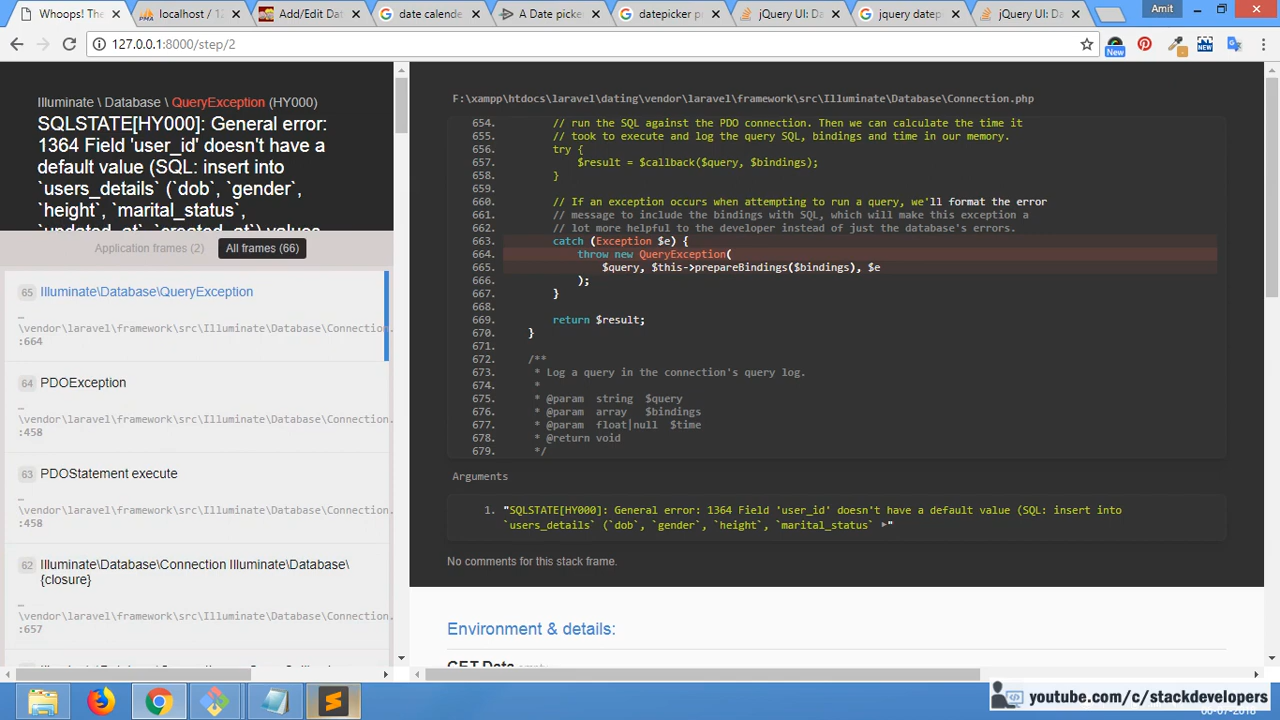 Whoops! The
localhost / 12
Add/Edit Dat
date calende
A Date picker
datepicker p
jQuery UI: Da
jquery datep
jQuery UI: Da
Amit
127.0.0.1:8000/step/2
New
NEW
Illuminate \ Database \ QueryException (HY000)
SQLSTATE[HY000]: General error:
1364 Field 'user_id' doesn't have a
default value (SQL: insert into
`users_details` (`dob`, `gender`,
`height`, `marital_status`,
`updated_at`, `created_at`) values
Application frames (2)
All frames (66)
65 Illuminate\Database\QueryException
…
\vendor\laravel\framework\src\Illuminate\Database\Connection.
:664
64 PDOException
…
\vendor\laravel\framework\src\Illuminate\Database\Connection.
:458
63 PDOStatement execute
…
\vendor\laravel\framework\src\Illuminate\Database\Connection.
:458
62 Illuminate\Database\Connection Illuminate\Database\
{closure}
…
\vendor\laravel\framework\src\Illuminate\Database\Connection.
:657
F:\xampp\htdocs\laravel\dating\vendor\laravel\framework\src\Illuminate\Database\Connection.php
654. // run the SQL against the PDO connection. Then we can calculate the time it
655. // took to execute and log the query SQL, bindings and time in our memory.
656. try {
657. $result = $callback($query, $bindings);
658. }
659.
660. // If an exception occurs when attempting to run a query, we'll format the error
661. // message to include the bindings with SQL, which will make this exception a
662. // lot more helpful to the developer instead of just the database's errors.
663. catch (Exception $e) {
664. throw new QueryException(
665. $query, $this->prepareBindings($bindings), $e
666. );
667. }
668.
669. return $result;
670. }
671.
672. /**
673. * Log a query in the connection's query log.
674. *
675. * @param string $query
676. * @param array $bindings
677. * @param float|null $time
678. * @return void
679. */
Arguments
1. "SQLSTATE[HY000]: General error: 1364 Field 'user_id' doesn't have a default value (SQL: insert into
`users_details` (`dob`, `gender`, `height`, `marital_status` ▸"
No comments for this stack frame.
Environment & details:
GET Data empty
youtube.com/c/stackdevelopers